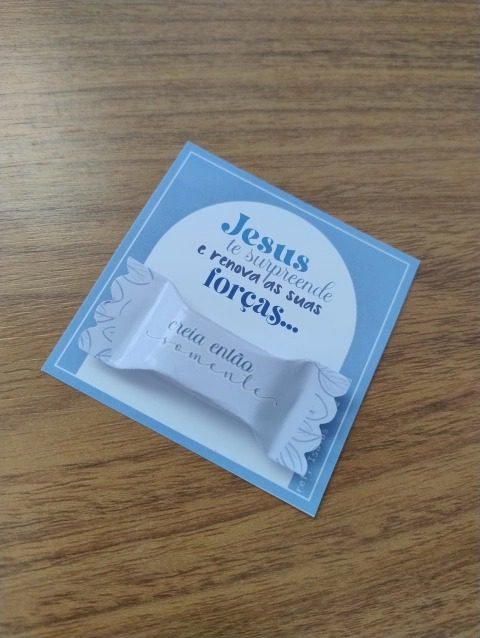 Jesus
te surpreende
e renova as suas
forças...
creia então
somente